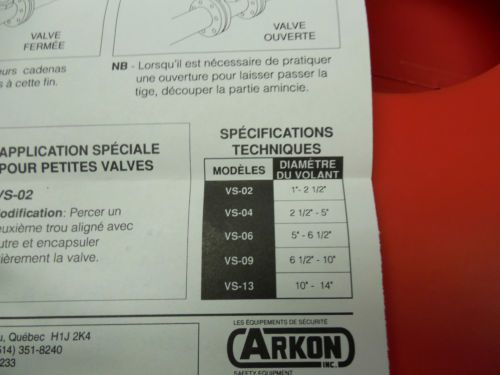 VALVE
FERMÉE
VALVE
OUVERTE
eurs cadenas
s à cette fin.
NB - Lorsqu'il est nécessaire de pratiquer
une ouverture pour laisser passer la
tige, découper la partie amincie.
APPLICATION SPÉCIALE
POUR PETITES VALVES
VS-02
Modification: Percer un
euxième trou aligné avec
utre et encapsuler
ièrement la valve.
SPÉCIFICATIONS
TECHNIQUES
MODÈLES DIAMÈTRE
DU VOLANT
VS-02 1"- 2 1/2"
VS-04 2 1/2" - 5"
VS-06 5" - 6 1/2"
VS-09 6 1/2" - 10"
VS-13 10" - 14"
u, Québec H1J 2K4
514) 351-8240
233
LES ÉQUIPEMENTS DE SÉCURITÉ
ARKON
INC.
SAFETY EQUIPMENT